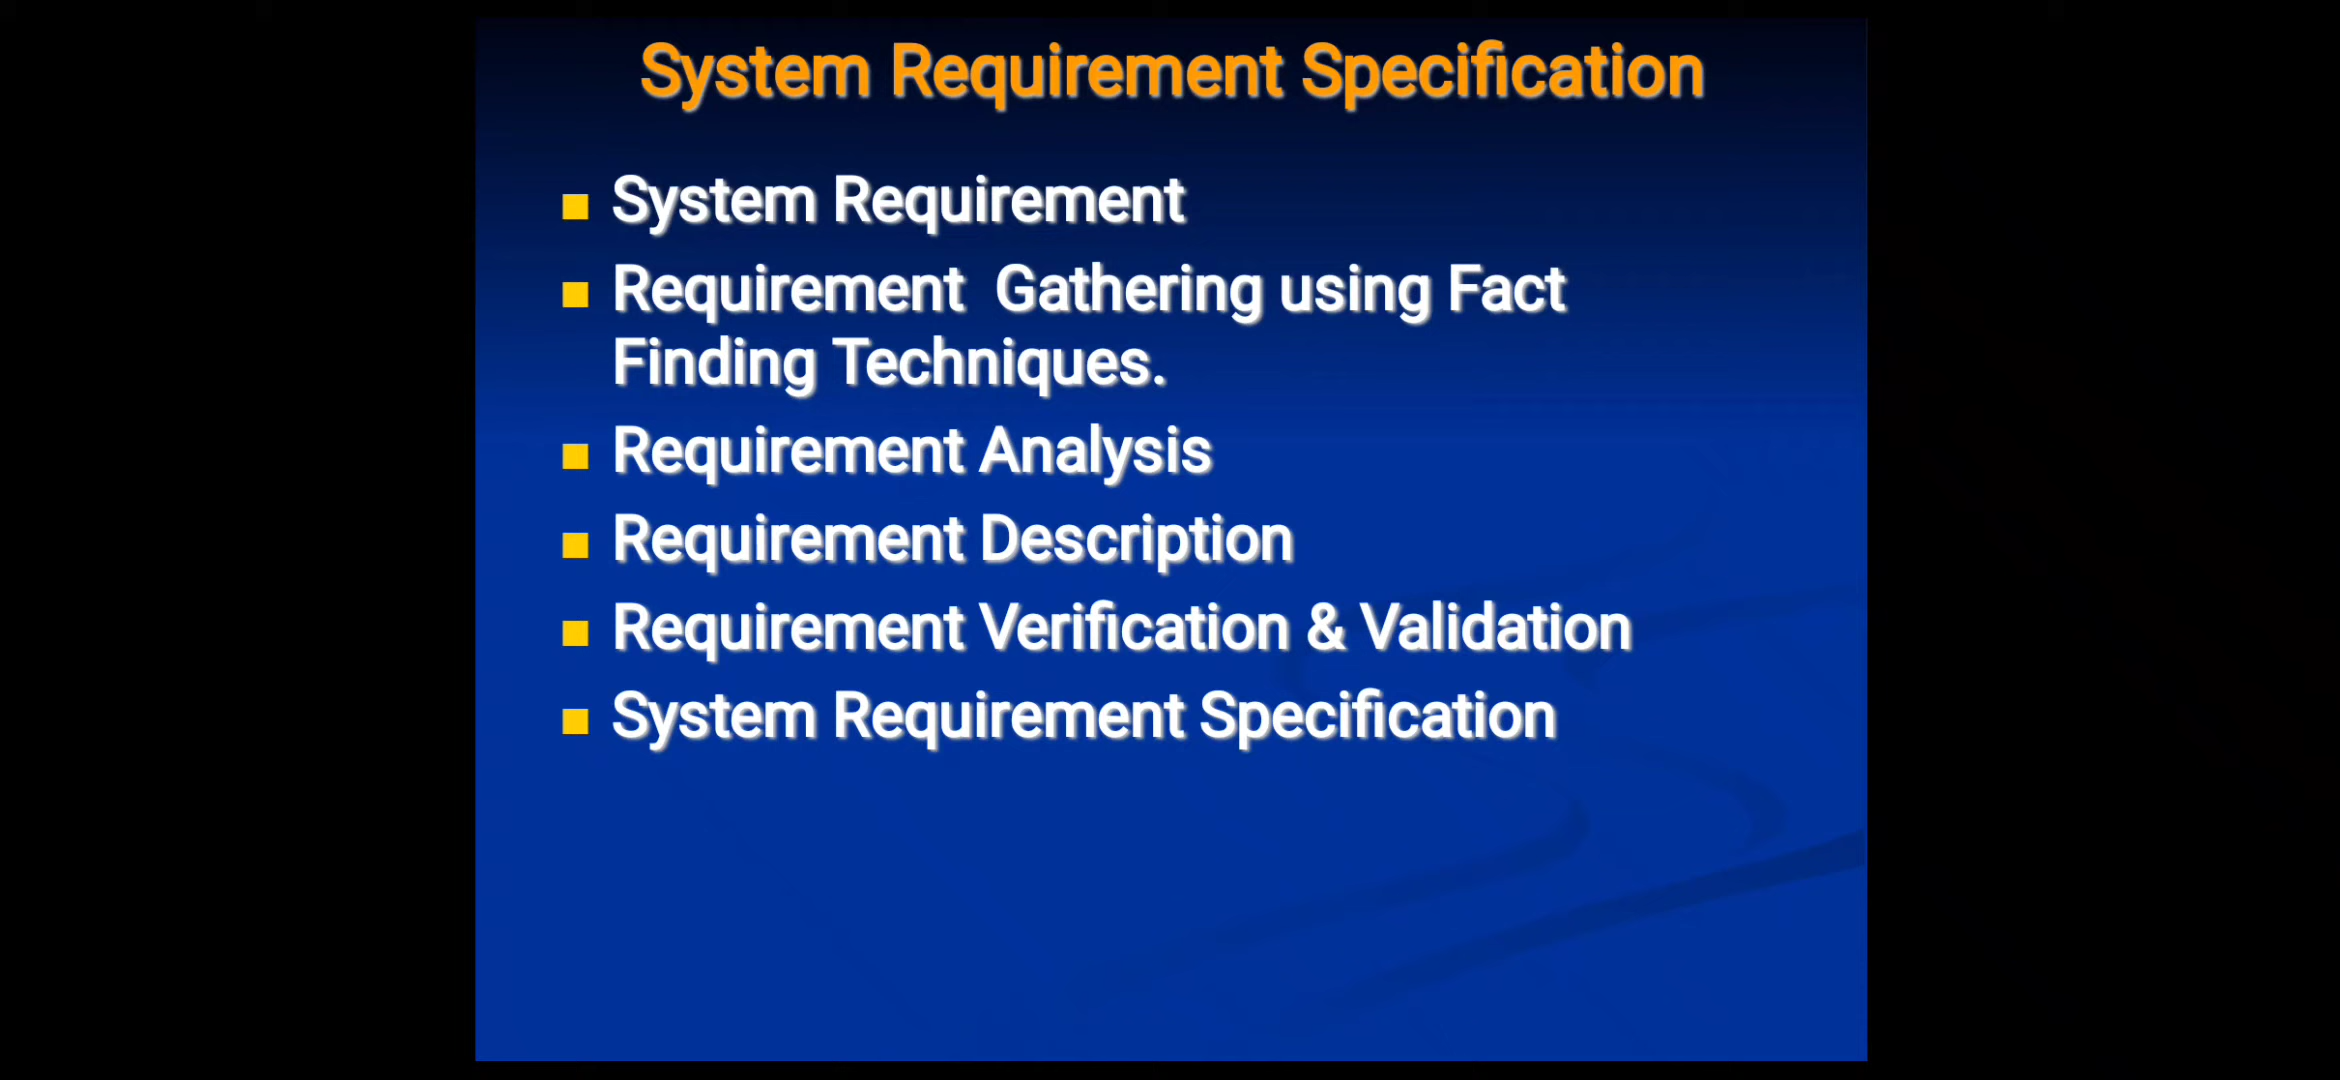 System Requirement Specification
System Requirement
Requirement Gathering using Fact
Finding Techniques.
Requirement Analysis
Requirement Description
Requirement Verification & Validation
System Requirement Specification